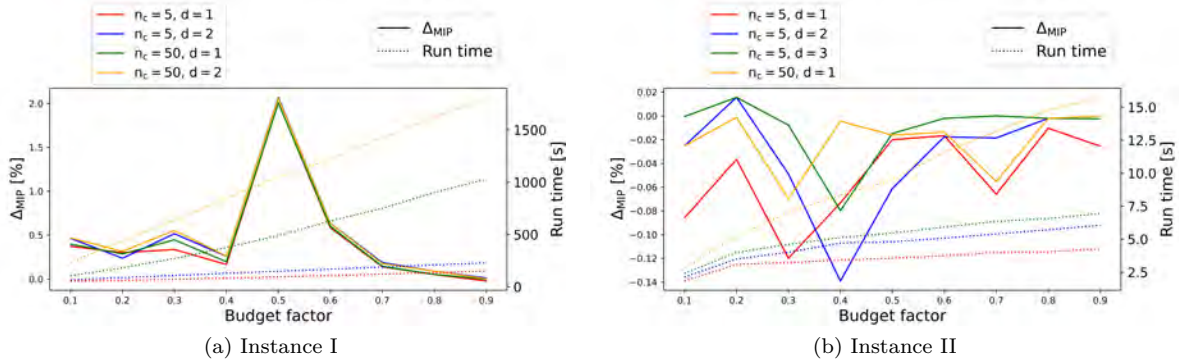 n_c = 5, d = 1
n_c = 5, d = 2
n_c = 50, d = 1
n_c = 50, d = 2
Δ_MIP
Run time
2.0
1.5
1.0
0.5
0.0
Δ_MIP [%]
1500
1000
500
0
Run time [s]
0.1 0.2 0.3 0.4 0.5 0.6 0.7 0.8 0.9
Budget factor
(a) Instance I
n_c = 5, d = 1
n_c = 5, d = 2
n_c = 5, d = 3
n_c = 50, d = 1
Δ_MIP
Run time
0.02
0.00
−0.02
−0.04
−0.06
−0.08
−0.10
−0.12
−0.14
Δ_MIP [%]
15.0
12.5
10.0
7.5
5.0
2.5
Run time [s]
0.1 0.2 0.3 0.4 0.5 0.6 0.7 0.8 0.9
Budget factor
(b) Instance II